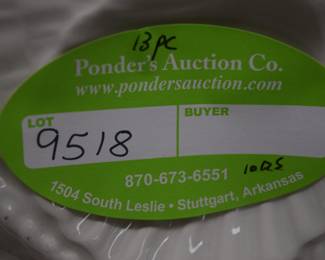 13 pc
Ponder's Auction Co.
www.pondersauction.com
LOT
BUYER
9518
870-673-6551
1504 South Leslie • Stuttgart, Arkansas